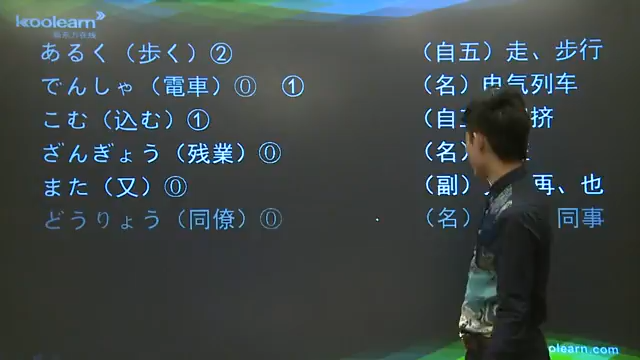 koolearn
新东方在线
あるく（歩く）② （自五）走、步行
でんしゃ（電車）⓪ ① （名）电气列车
こむ（込む）① （自五 挤
ざんぎょう（残業）⓪ （名）
また（又）⓪ （副） 再、也
どうりょう（同僚）⓪ （名） 同事
olearn.com